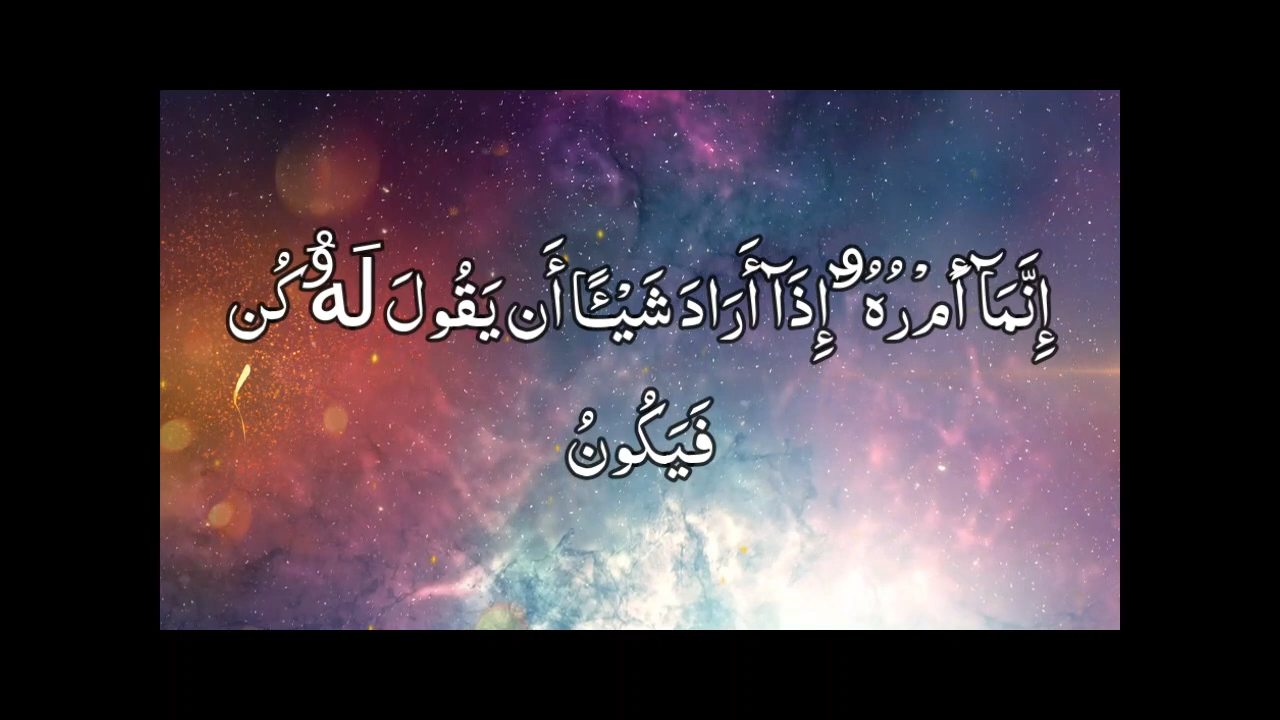 إِنَّمَآ أَمْرُهُۥٓ إِذَآ أَرَادَ شَيْـًٔا أَن يَقُولَ لَهُۥ كُن
فَيَكُونُ